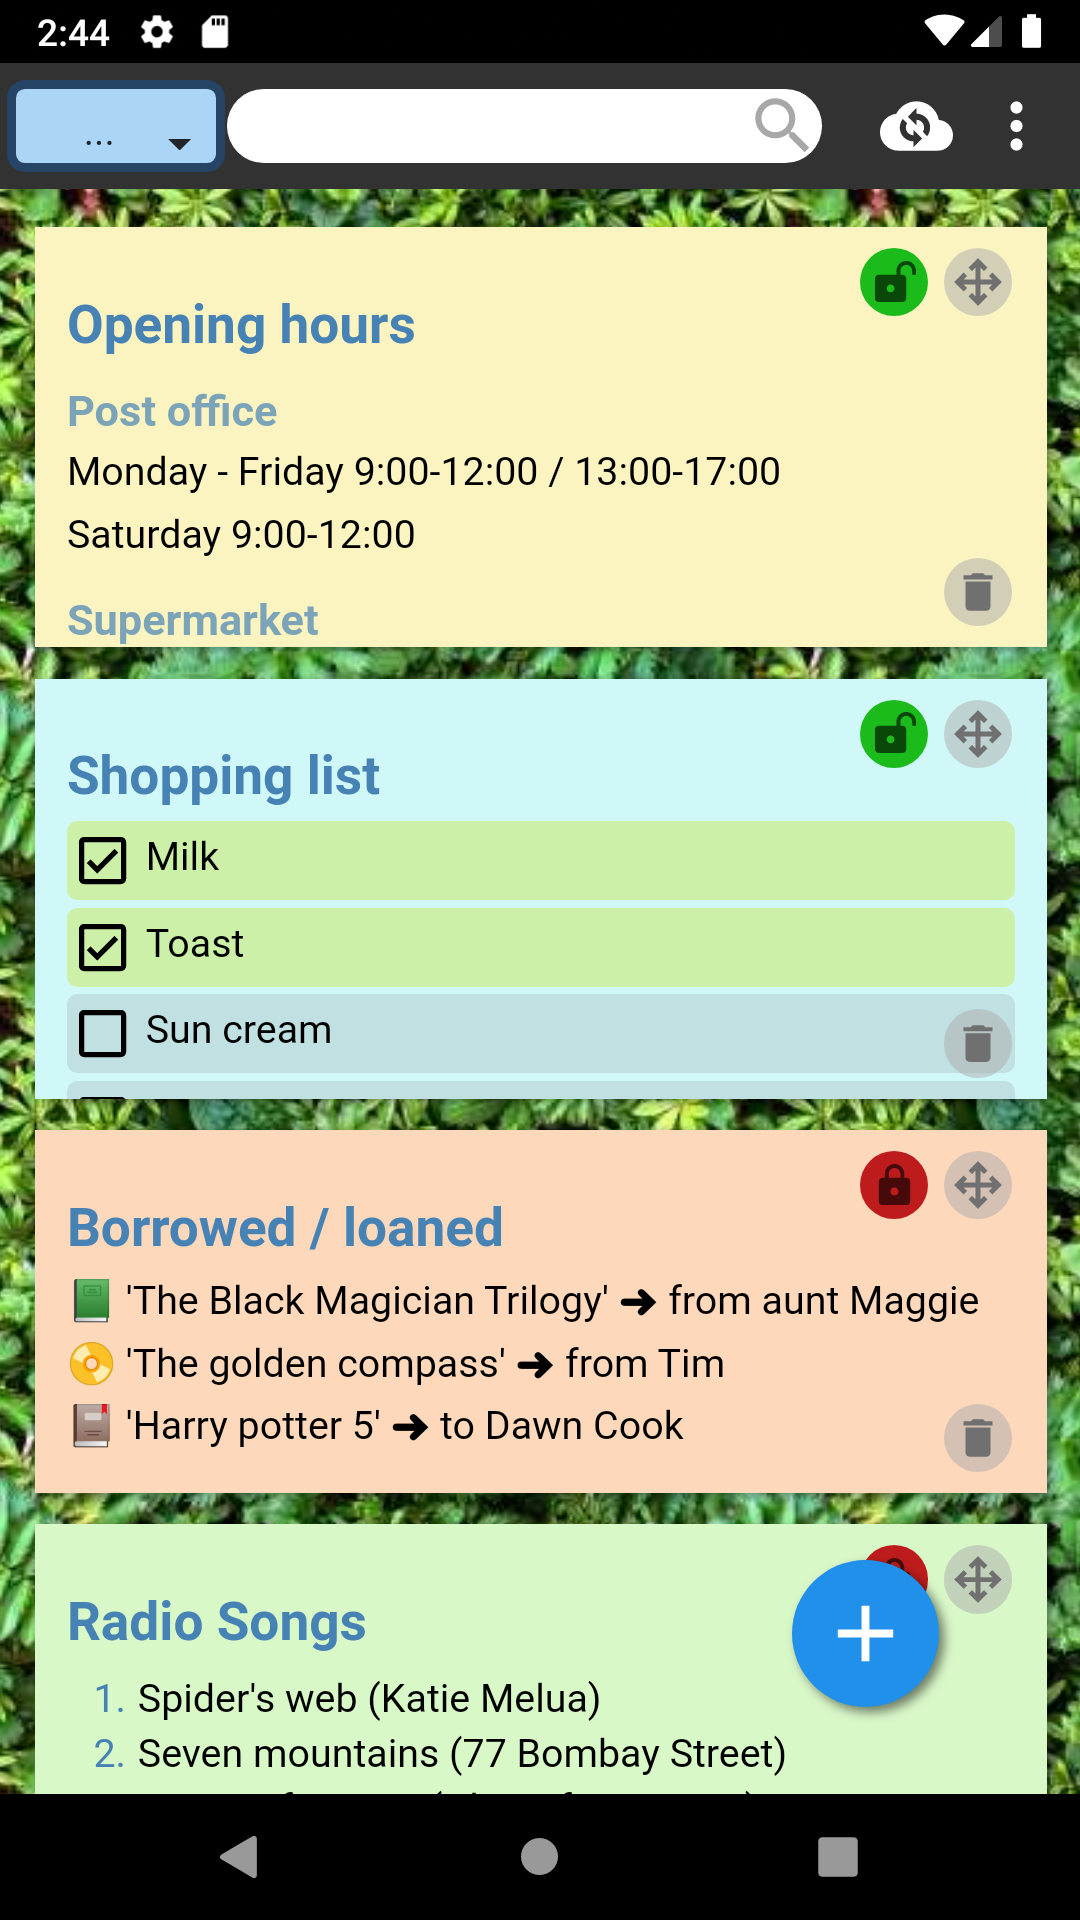 2:44
...
Opening hours
Post office
Monday - Friday 9:00-12:00 / 13:00-17:00
Saturday 9:00-12:00
Supermarket
Shopping list
Milk
Toast
Sun cream
Borrowed / loaned
'The Black Magician Trilogy' ➜ from aunt Maggie
'The golden compass' ➜ from Tim
'Harry potter 5' ➜ to Dawn Cook
Radio Songs
1. Spider's web (Katie Melua)
2. Seven mountains (77 Bombay Street)